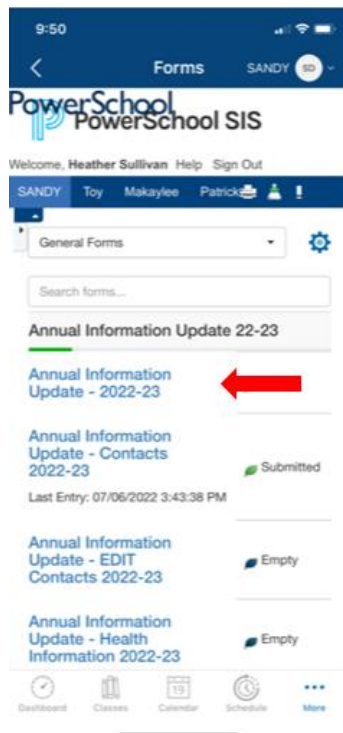 9:50
Forms
SANDY SD
PowerSchool
PowerSchool SIS
Welcome, Heather Sullivan Help Sign Out
SANDY Toy Makaylee Patrick
General Forms
Search forms...
Annual Information Update 22-23
Annual Information
Update - 2022-23
Annual Information
Update - Contacts
2022-23
Submitted
Last Entry: 07/06/2022 3:43:38 PM
Annual Information
Update - EDIT
Contacts 2022-23
Empty
Annual Information
Update - Health
Information 2022-23
Empty
19
Dashboard Classes Calendar Schedule More